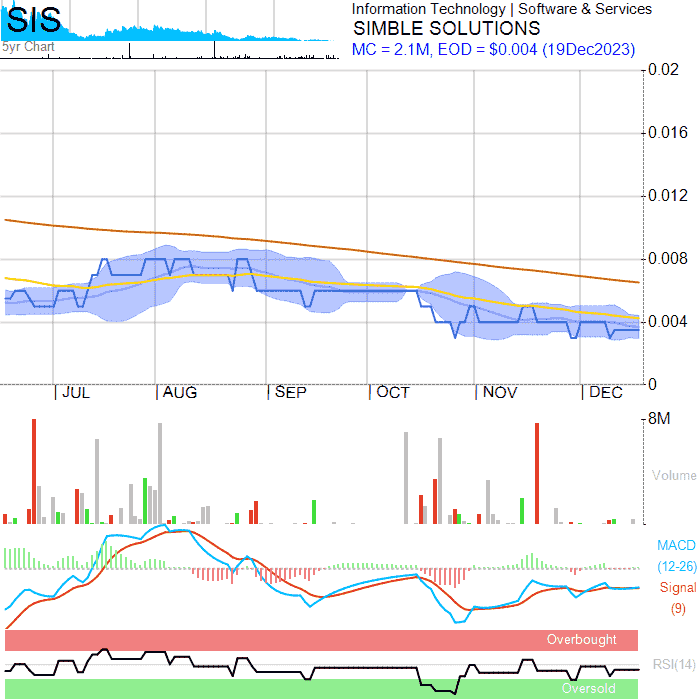 SIS
5yr Chart
Information Technology | Software & Services
SIMBLE SOLUTIONS
MC = 2.1M, EOD = $0.004 (19Dec2023)
0.02
0.016
0.012
0.008
0.004
0
JUL AUG SEP OCT NOV DEC
8M
Volume
MACD
(12-26)
Signal
(9)
Overbought
RSI(14)
Oversold